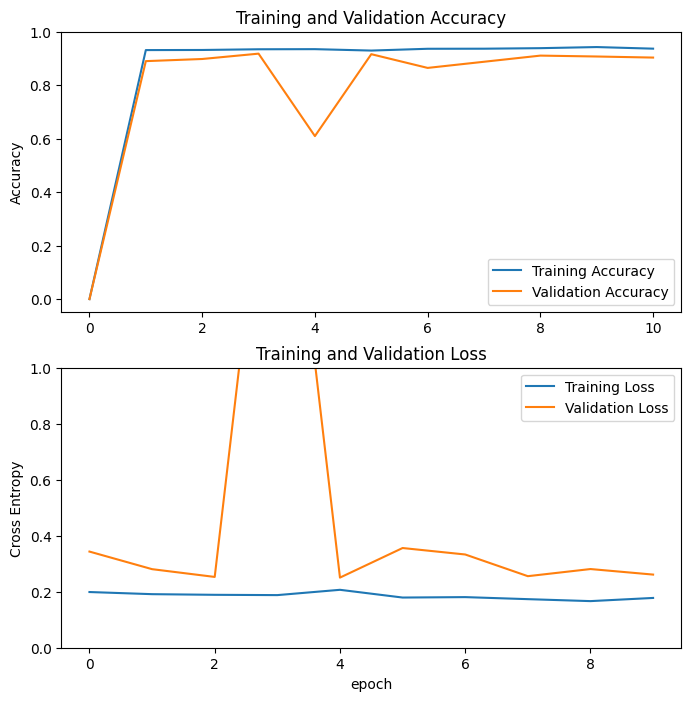 Training and Validation Accuracy
Accuracy
1.0
0.8
0.6
0.4
0.2
0.0
0 2 4 6 8 10
Training Accuracy
Validation Accuracy
Training and Validation Loss
Cross Entropy
1.0
0.8
0.6
0.4
0.2
0.0
Training Loss
Validation Loss
0 2 4 6 8
epoch